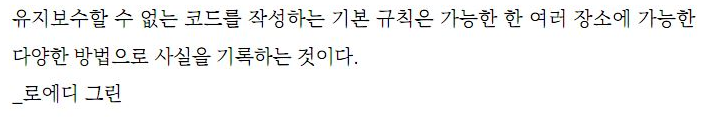 유지보수할 수 없는 코드를 작성하는 기본 규칙은 가능한 한 여러 장소에 가능한
다양한 방법으로 사실을 기록하는 것이다.
_로에디 그린